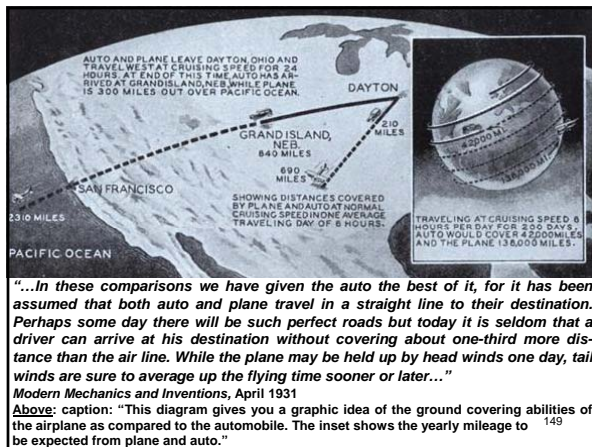 AUTO AND PLANE LEAVE DAYTON, OHIO AND
TRAVEL WEST AT CRUISING SPEED FOR 24
HOURS. AT END OF THIS TIME, AUTO HAS AR-
RIVED AT GRAND ISLAND, NEB. WHILE PLANE
IS 300 MILES OUT OVER PACIFIC OCEAN.
DAYTON
GRAND ISLAND,
NEB.
840 MILES
210
MILES
690
MILES
SHOWING DISTANCES COVERED
BY PLANE AND AUTO AT NORMAL
CRUISING SPEED IN ONE AVERAGE
TRAVELING DAY OF 6 HOURS.
SAN FRANCISCO
2310 MILES
PACIFIC OCEAN
42000 MI.
138,000 MI.
TRAVELING AT CRUISING SPEED 6
HOURS PER DAY FOR 200 DAYS,
AUTO WOULD COVER 42,000 MILES
AND THE PLANE 138,000 MILES.
“…In these comparisons we have given the auto the best of it, for it has been
assumed that both auto and plane travel in a straight line to their destination.
Perhaps some day there will be such perfect roads but today it is seldom that a
driver can arrive at his destination without covering about one-third more dis-
tance than the air line. While the plane may be held up by head winds one day, tail
winds are sure to average up the flying time sooner or later…”
Modern Mechanics and Inventions, April 1931
Above: caption: “This diagram gives you a graphic idea of the ground covering abilities of
the airplane as compared to the automobile. The inset shows the yearly mileage to
be expected from plane and auto.”
149